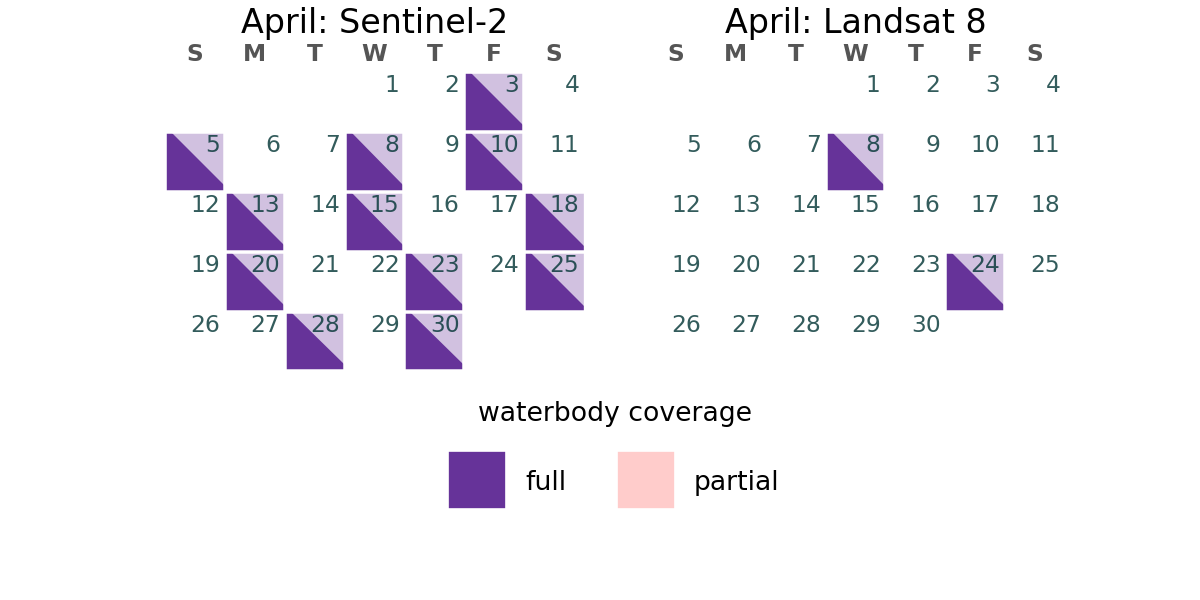 April: Sentinel-2
S M T W T F S
1 2 3 4
5 6 7 8 9 10 11
12 13 14 15 16 17 18
19 20 21 22 23 24 25
26 27 28 29 30
April: Landsat 8
S M T W T F S
1 2 3 4
5 6 7 8 9 10 11
12 13 14 15 16 17 18
19 20 21 22 23 24 25
26 27 28 29 30
waterbody coverage
full partial